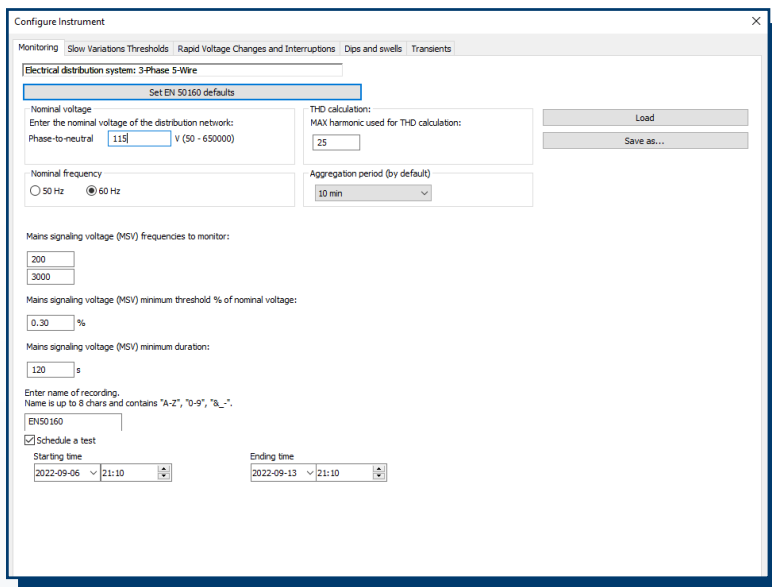 Configure Instrument
Monitoring Slow Variations Thresholds Rapid Voltage Changes and Interruptions Dips and swells Transients
Electrical distribution system: 3-Phase 5-Wire
Set EN 50160 defaults
Nominal voltage
Enter the nominal voltage of the distribution network:
Phase-to-neutral 115 V (50 - 650000)
THD calculation:
MAX harmonic used for THD calculation:
25
Load
Save as...
Nominal frequency
50 Hz 60 Hz
Aggregation period (by default)
10 min
Mains signaling voltage (MSV) frequencies to monitor:
200
3000
Mains signaling voltage (MSV) minimum threshold % of nominal voltage:
0.30 %
Mains signaling voltage (MSV) minimum duration:
120 s
Enter name of recording.
Name is up to 8 chars and contains "A-Z", "0-9", "&_-".
EN50160
Schedule a test
Starting time Ending time
2022-09-06 21:10 2022-09-13 21:10